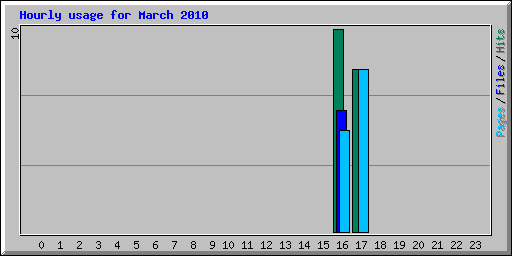 Hourly usage for March 2010
10
Pages/Files/Hits
0 1 2 3 4 5 6 7 8 9 10 11 12 13 14 15 16 17 18 19 20 21 22 23